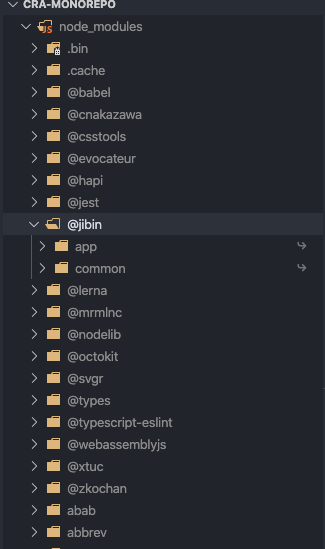 CRA-MONOREPO
node_modules
.bin
.cache
@babel
@cnakazawa
@csstools
@evocateur
@hapi
@jest
@jibin
app
common
@lerna
@mrmlnc
@nodelib
@octokit
@svgr
@types
@typescript-eslint
@webassemblyjs
@xtuc
@zkochan
abab
abbrev